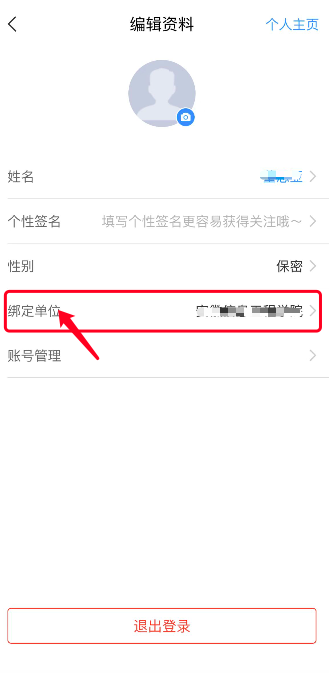 编辑资料
个人主页
姓名
个性签名 填写个性签名更容易获得关注哦～
性别 保密
绑定单位
账号管理
退出登录